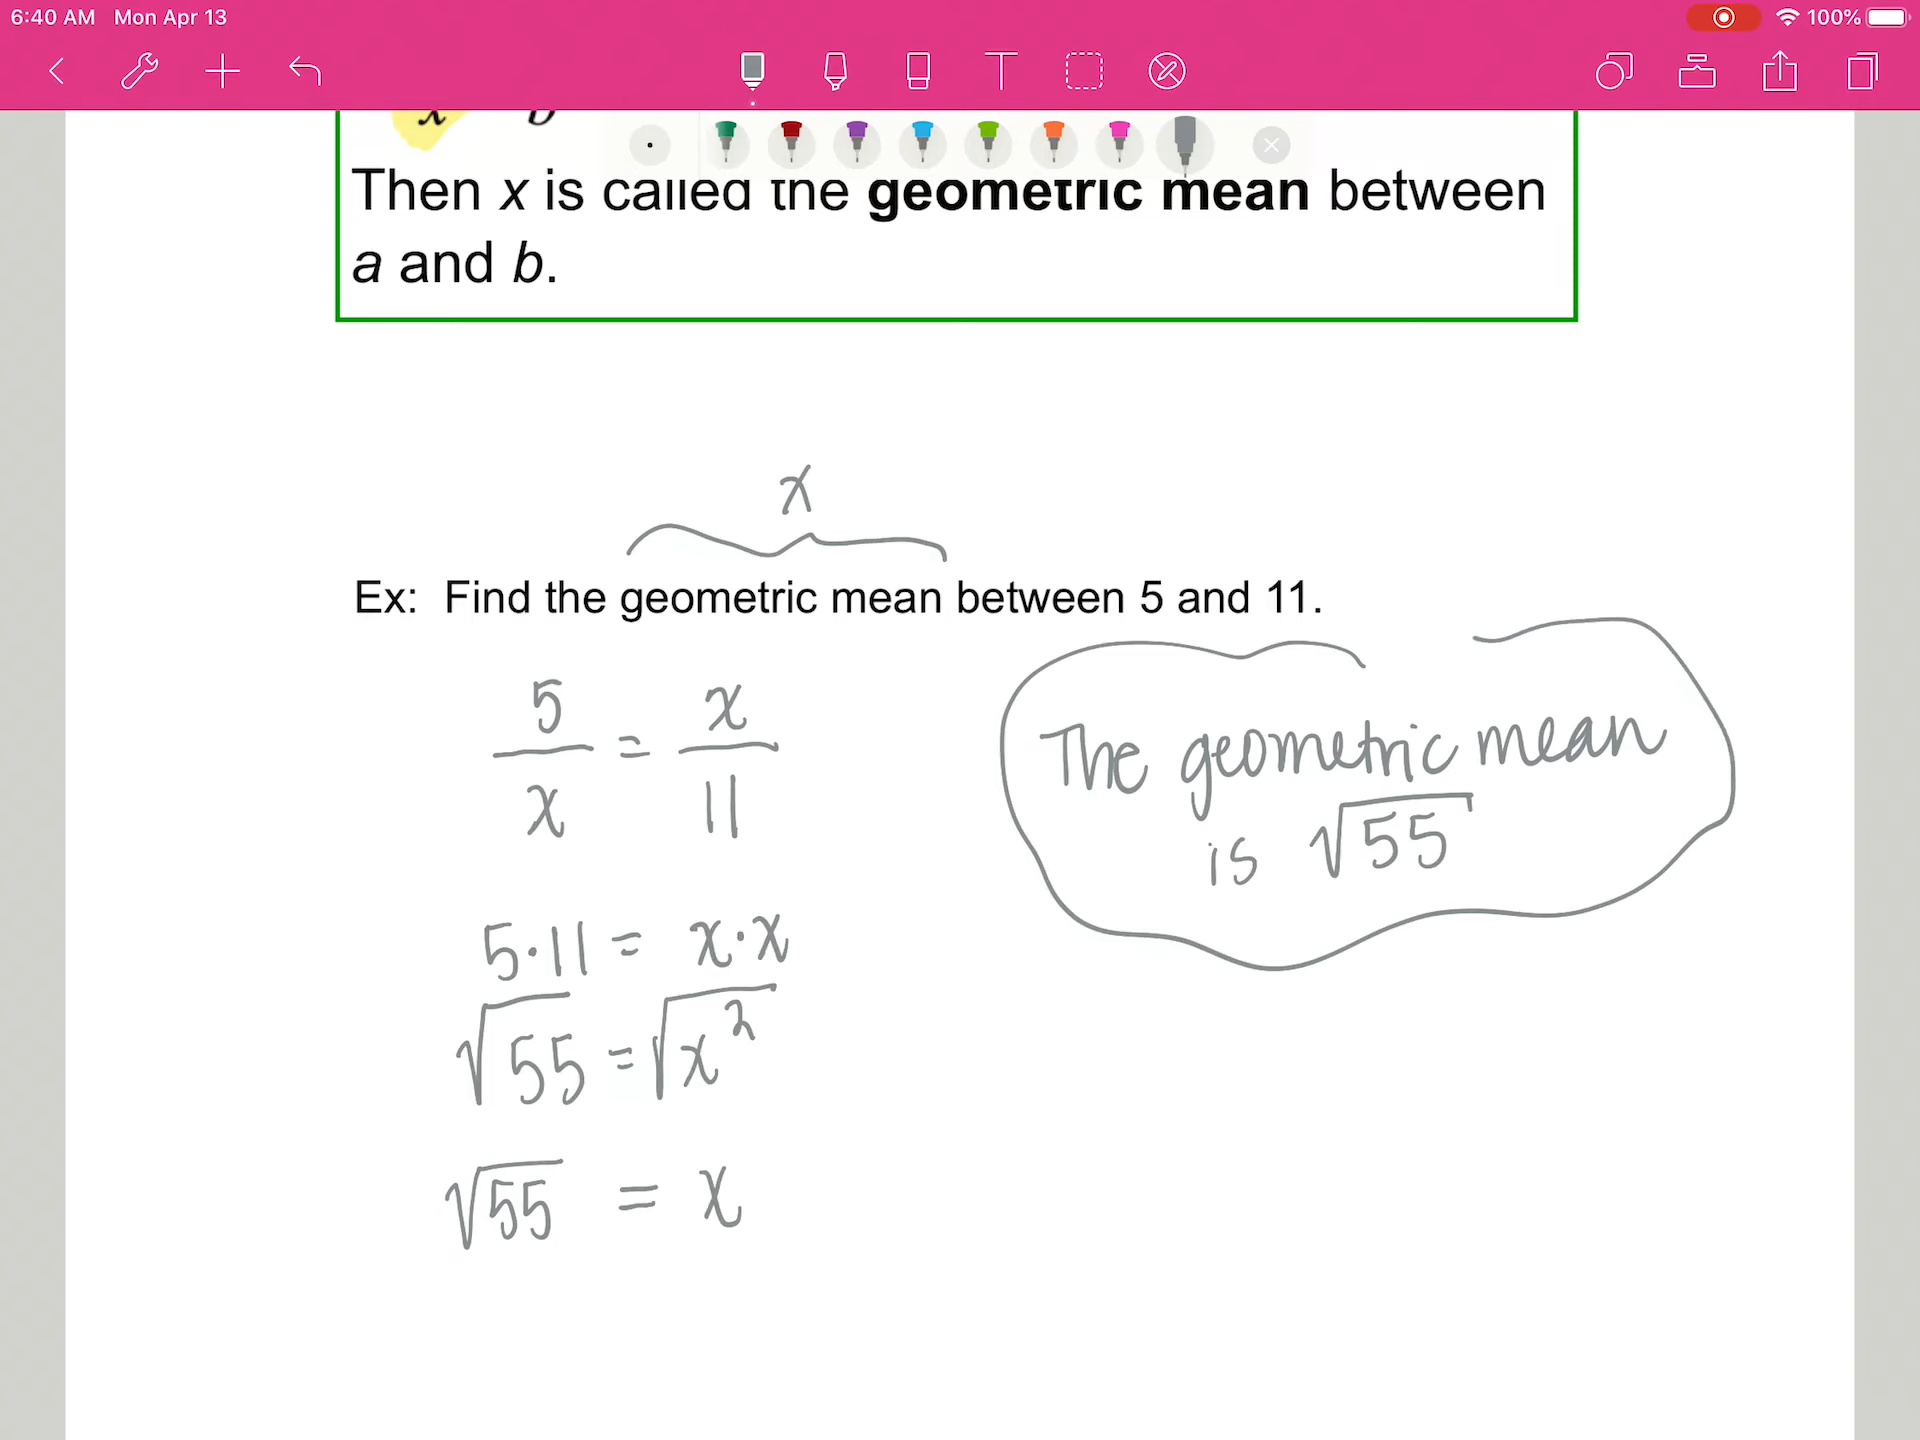 6:40 AM Mon Apr 13 100%
x b
Then x is called the geometric mean between
a and b.
x
Ex: Find the geometric mean between 5 and 11.
5/x = x/11
The geometric mean
is √55
5·11 = x·x
√55 = √x²
√55 = x